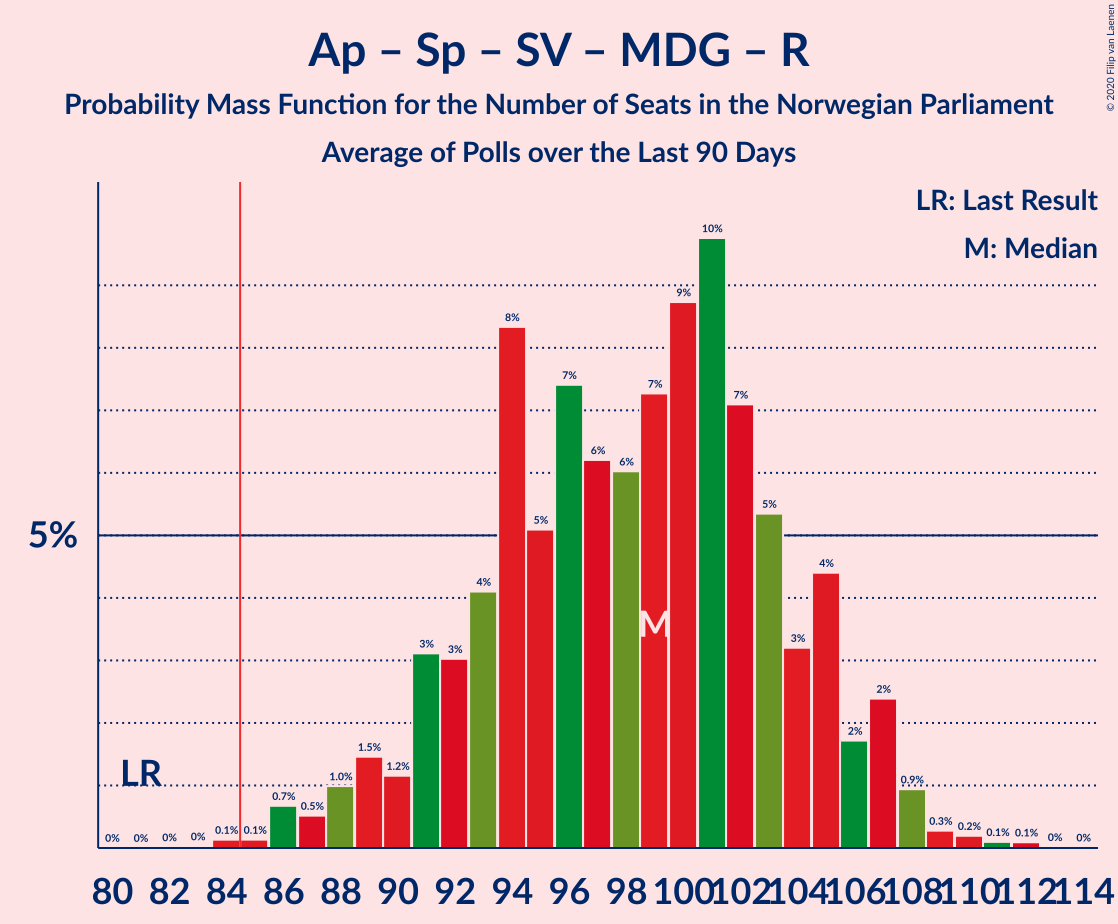 Ap – Sp – SV – MDG – R
Probability Mass Function for the Number of Seats in the Norwegian Parliament
Average of Polls over the Last 90 Days
© 2020 Filip van Laenen
LR: Last Result
M: Median
10%
9%
8%
7%
7%
7%
6%
6%
5%
5%
5%
4%
4%
M
3%
3%
3%
2%
2%
1.5%
1.2%
LR
1.0%
0.9%
0.7%
0.5%
0% 0% 0% 0% 0.1% 0.1% 0.3% 0.2% 0.1% 0.1% 0% 0%
80 82 84 86 88 90 92 94 96 98 100 102 104 106 108 110 112 114